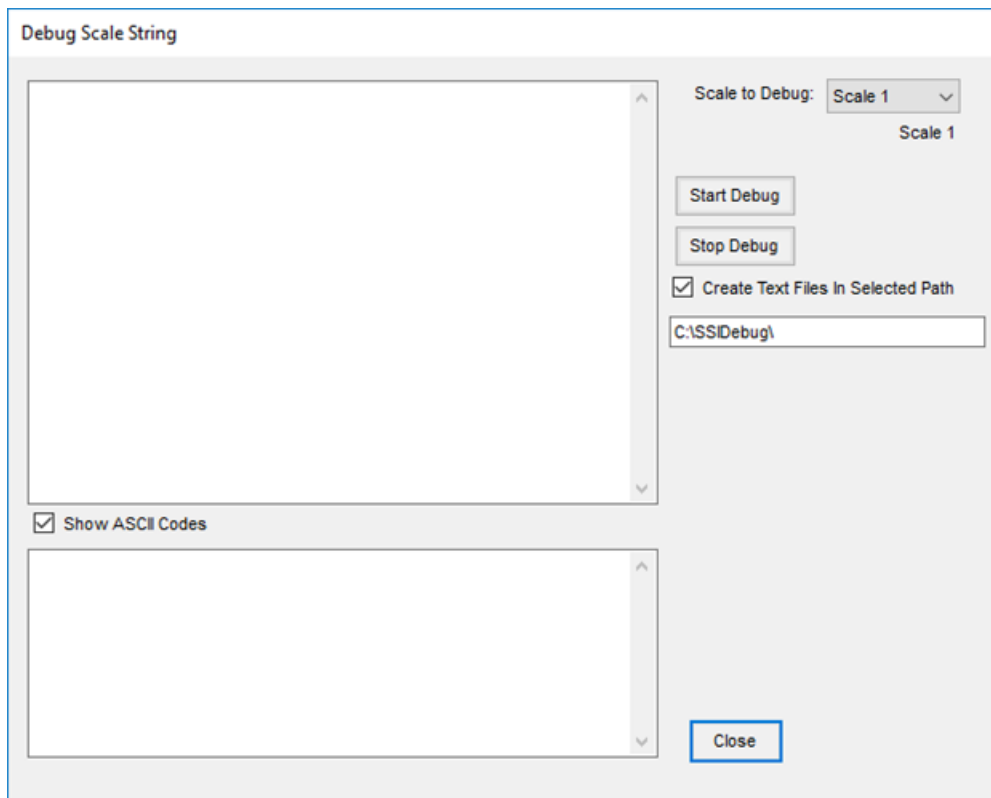 Debug Scale String
Scale to Debug: Scale 1
Scale 1
Start Debug
Stop Debug
Create Text Files In Selected Path
C:\SSIDebug\
Show ASCII Codes
Close